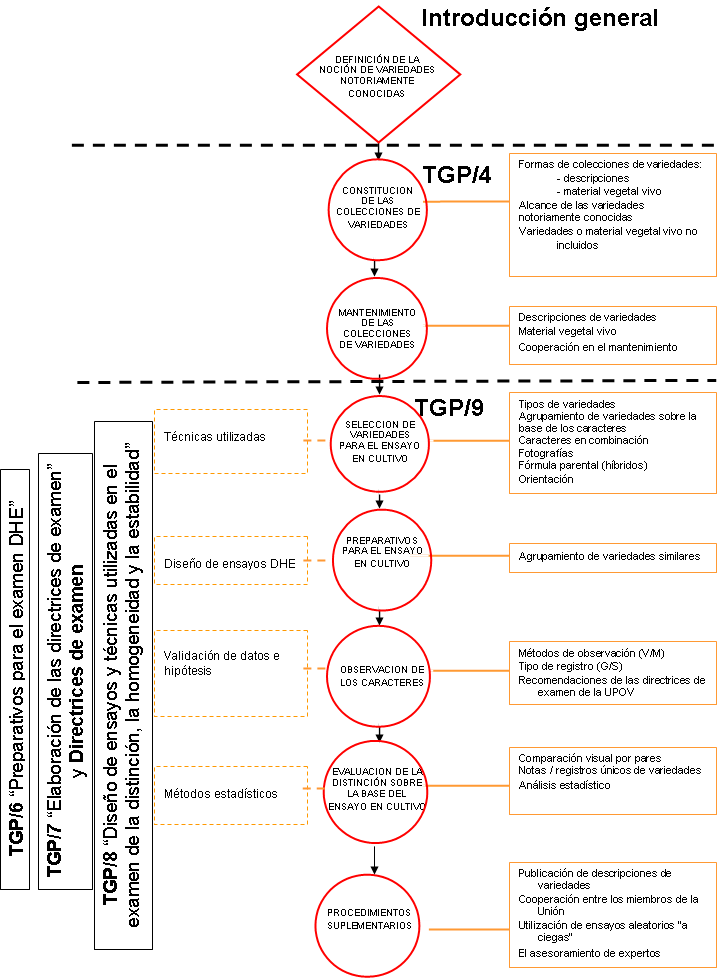 Introducción general
DEFINICIÓN DE LA
NOCIÓN DE VARIEDADES
NOTORIAMENTE
CONOCIDAS
TGP/4
CONSTITUCION
DE LAS
COLECCIONES DE
VARIEDADES
Formas de colecciones de variedades:
- descripciones
- material vegetal vivo
Alcance de las variedades
notoriamente conocidas
Variedades o material vegetal vivo no
incluidos
MANTENIMIENTO
DE LAS
COLECCIONES
DE VARIEDADES
Descripciones de variedades
Material vegetal vivo
Cooperación en el mantenimiento
TGP/9
SELECCION DE
VARIEDADES
PARA EL ENSAYO
EN CULTIVO
Técnicas utilizadas
Tipos de variedades
Agrupamiento de variedades sobre la
base de los caracteres
Caracteres en combinación
Fotografías
Fórmula parental (híbridos)
Orientación
PREPARATIVOS
PARA EL ENSAYO
EN CULTIVO
Diseño de ensayos DHE
Agrupamiento de variedades similares
Validación de datos e
hipótesis
OBSERVACION DE
LOS CARACTERES
Métodos de observación (V/M)
Tipo de registro (G/S)
Recomendaciones de las directrices de
examen de la UPOV
EVALUACION DE LA
DISTINCIÓN SOBRE
LA BASE DEL
ENSAYO EN CULTIVO
Métodos estadísticos
Comparación visual por pares
Notas / registros únicos de variedades
Análisis estadístico
PROCEDIMIENTOS
SUPLEMENTARIOS
Publicación de descripciones de
variedades
Cooperación entre los miembros de la
Unión
Utilización de ensayos aleatorios "a
ciegas"
El asesoramiento de expertos
TGP/6 “Preparativos para el examen DHE”
TGP/7 “Elaboración de las directrices de examen”
y Directrices de examen
TGP/8 “Diseño de ensayos y técnicas utilizadas en el
examen de la distinción, la homogeneidad y la estabilidad”